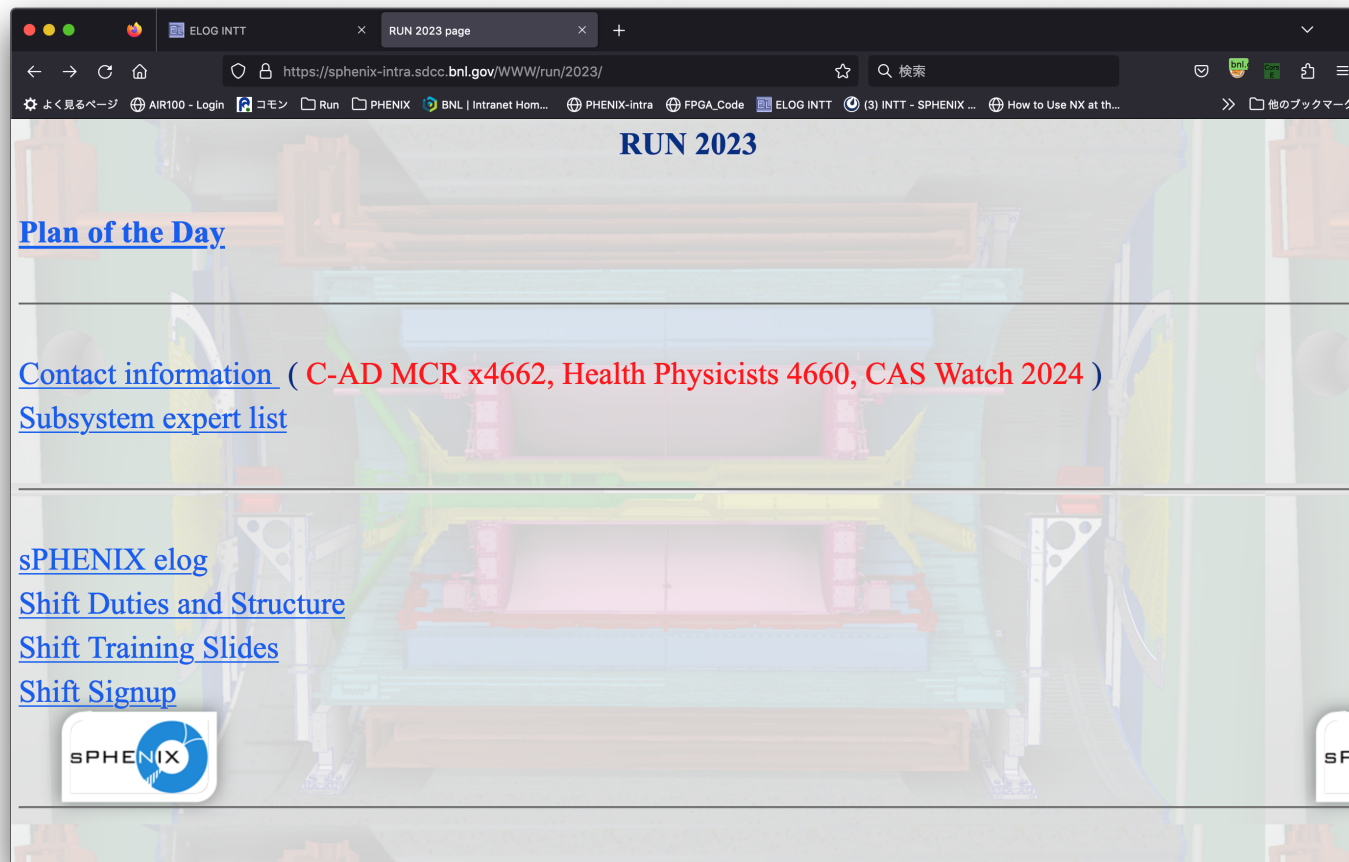 ELOG INTT
RUN 2023 page
https://sphenix-intra.sdcc.bnl.gov/WWW/run/2023/
検索
bnl.
よく見るページ
AIR100 - Login
コモン
Run
PHENIX
BNL | Intranet Hom...
PHENIX-intra
FPGA_Code
ELOG INTT
(3) INTT - SPHENIX ...
How to Use NX at th...
他のブックマーク
RUN 2023
Plan of the Day
Contact information ( C-AD MCR x4662, Health Physicists 4660, CAS Watch 2024 )
Subsystem expert list
sPHENIX elog
Shift Duties and Structure
Shift Training Slides
Shift Signup
sPHENIX